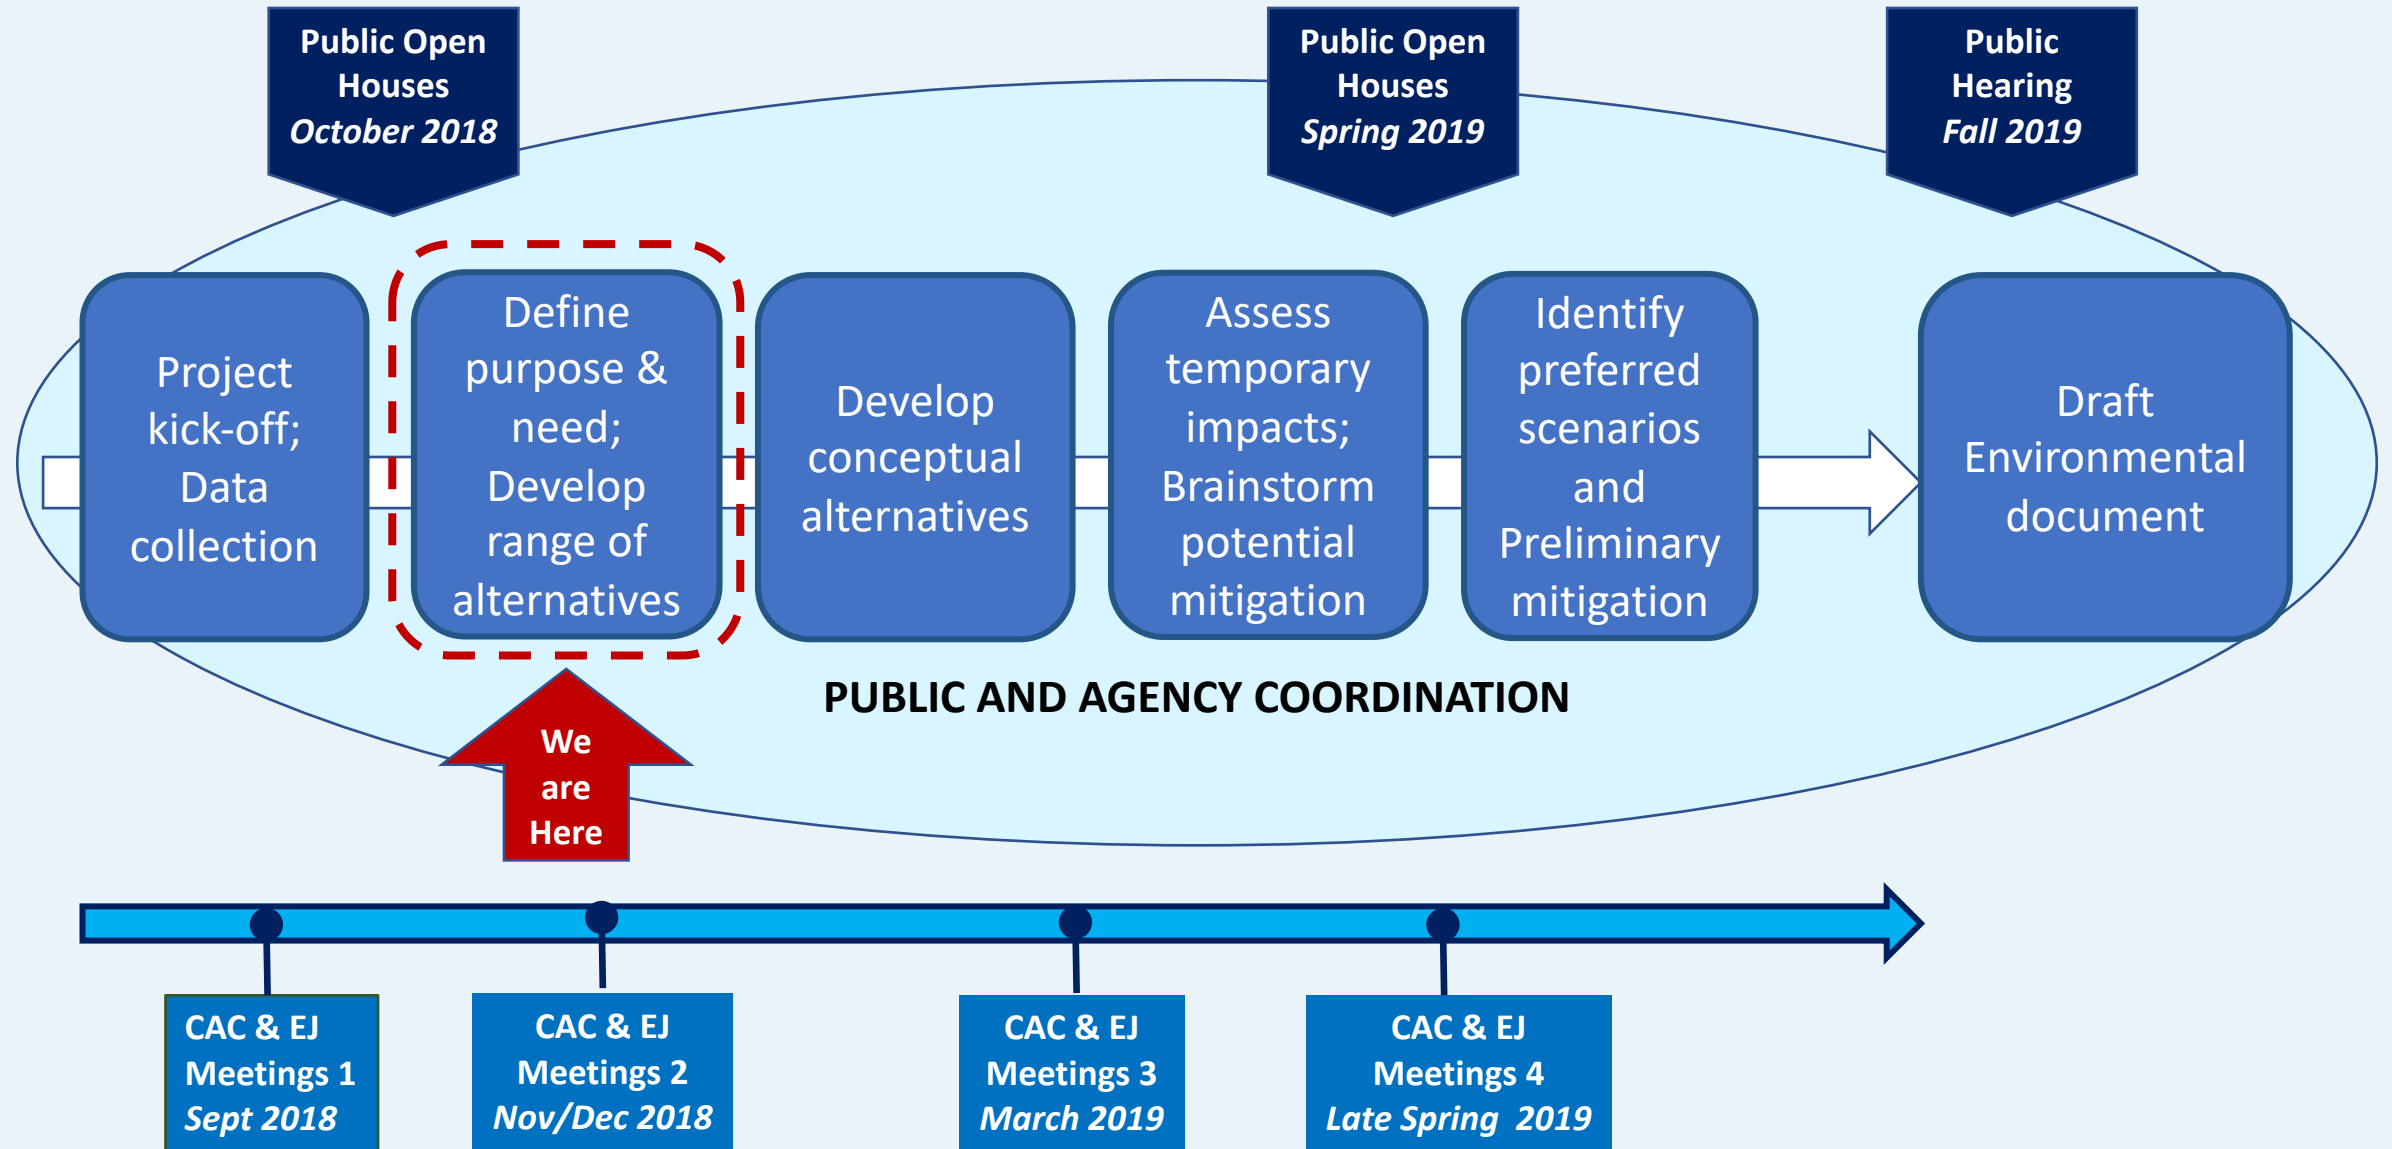 Public Open
Houses
October 2018
Public Open
Houses
Spring 2019
Public
Hearing
Fall 2019
Project
kick-off;
Data
collection
Define
purpose &
need;
Develop
range of
alternatives
Develop
conceptual
alternatives
Assess
temporary
impacts;
Brainstorm
potential
mitigation
Identify
preferred
scenarios
and
Preliminary
mitigation
Draft
Environmental
document
PUBLIC AND AGENCY COORDINATION
We
are
Here
CAC & EJ
Meetings 1
Sept 2018
CAC & EJ
Meetings 2
Nov/Dec 2018
CAC & EJ
Meetings 3
March 2019
CAC & EJ
Meetings 4
Late Spring 2019